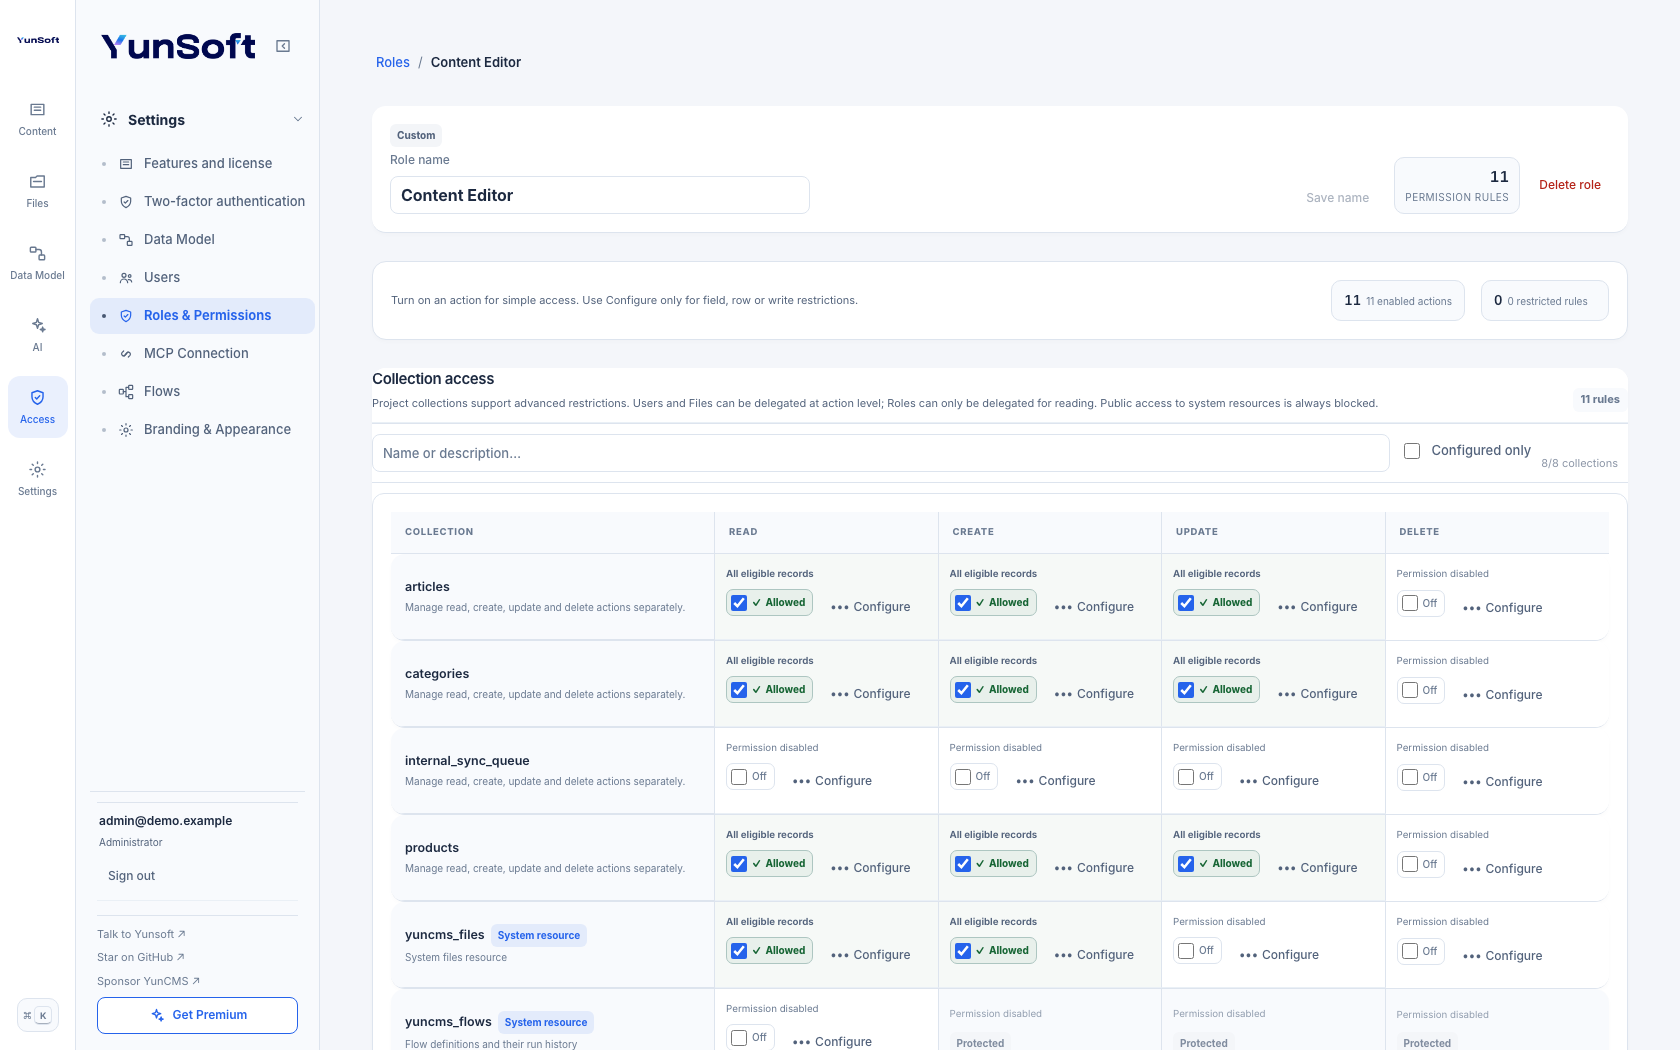 YunSoft
Content
Files
Data Model
AI
Access
Settings
⌘ K
YunSoft
Settings
Features and license
Two-factor authentication
Data Model
Users
Roles & Permissions
MCP Connection
Flows
Branding & Appearance
admin@demo.example
Administrator
Sign out
Talk to Yunsoft ↗
Star on GitHub ↗
Sponsor YunCMS ↗
Get Premium
Roles / Content Editor
Custom
Role name
Content Editor
Save name
11
PERMISSION RULES
Delete role
Turn on an action for simple access. Use Configure only for field, row or write restrictions.
11 11 enabled actions
0 0 restricted rules
Collection access
Project collections support advanced restrictions. Users and Files can be delegated at action level; Roles can only be delegated for reading. Public access to system resources is always blocked.
11 rules
Name or description...
Configured only
8/8 collections
COLLECTION READ CREATE UPDATE DELETE
All eligible records All eligible records All eligible records Permission disabled
articles
Manage read, create, update and delete actions separately.
✓ Allowed ••• Configure ✓ Allowed ••• Configure ✓ Allowed ••• Configure Off ••• Configure
All eligible records All eligible records All eligible records Permission disabled
categories
Manage read, create, update and delete actions separately.
✓ Allowed ••• Configure ✓ Allowed ••• Configure ✓ Allowed ••• Configure Off ••• Configure
Permission disabled Permission disabled Permission disabled Permission disabled
internal_sync_queue
Manage read, create, update and delete actions separately.
Off ••• Configure Off ••• Configure Off ••• Configure Off ••• Configure
All eligible records All eligible records All eligible records Permission disabled
products
Manage read, create, update and delete actions separately.
✓ Allowed ••• Configure ✓ Allowed ••• Configure ✓ Allowed ••• Configure Off ••• Configure
All eligible records All eligible records Permission disabled Permission disabled
yuncms_files System resource
System files resource
✓ Allowed ••• Configure ✓ Allowed ••• Configure Off ••• Configure Off ••• Configure
Permission disabled Permission disabled Permission disabled Permission disabled
yuncms_flows System resource
Flow definitions and their run history
Off ••• Configure Protected Protected Protected